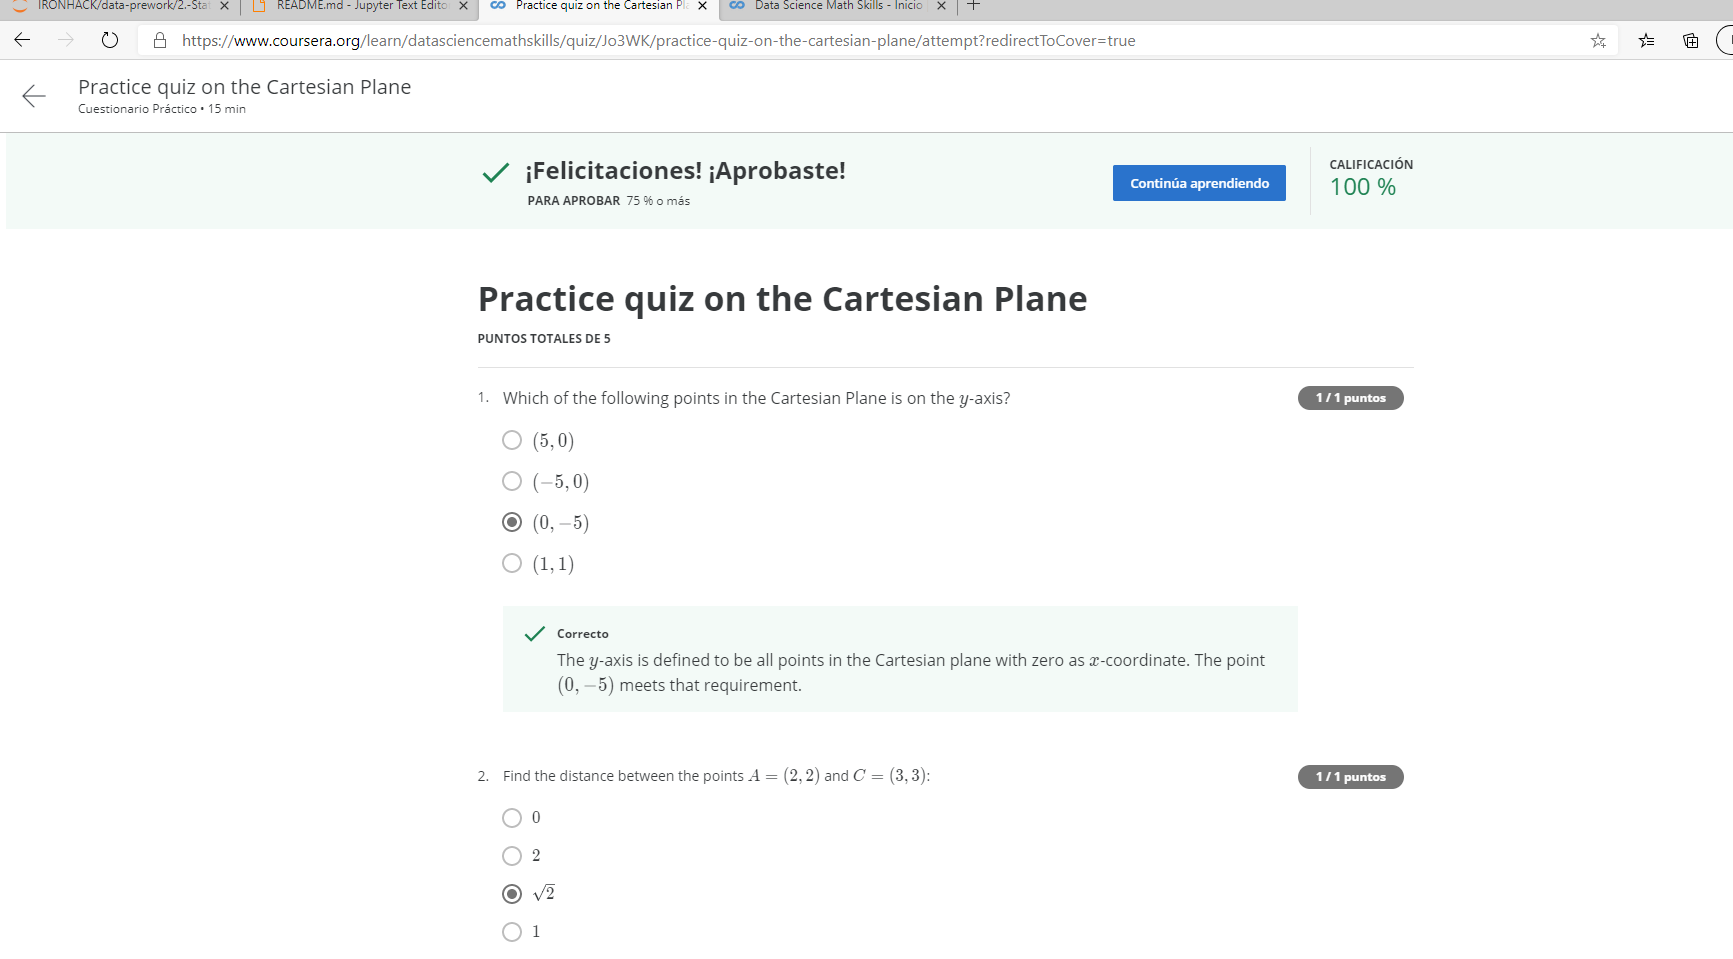 IRONHACK/data-prework/2.-Sta
README.md - Jupyter Text Edito
Practice quiz on the Cartesian Pla
Data Science Math Skills - Inicio
https://www.coursera.org/learn/datasciencemathskills/quiz/Jo3WK/practice-quiz-on-the-cartesian-plane/attempt?redirectToCover=true
Practice quiz on the Cartesian Plane
Cuestionario Práctico • 15 min
¡Felicitaciones! ¡Aprobaste!
PARA APROBAR 75 % o más
Continúa aprendiendo
CALIFICACIÓN
100 %
Practice quiz on the Cartesian Plane
PUNTOS TOTALES DE 5
1. Which of the following points in the Cartesian Plane is on the y-axis?
1 / 1 puntos
(5, 0)
(−5, 0)
(0, −5)
(1, 1)
Correcto
The y-axis is defined to be all points in the Cartesian plane with zero as x-coordinate. The point
(0, −5) meets that requirement.
2. Find the distance between the points A = (2, 2) and C = (3, 3):
1 / 1 puntos
0
2
√2
1